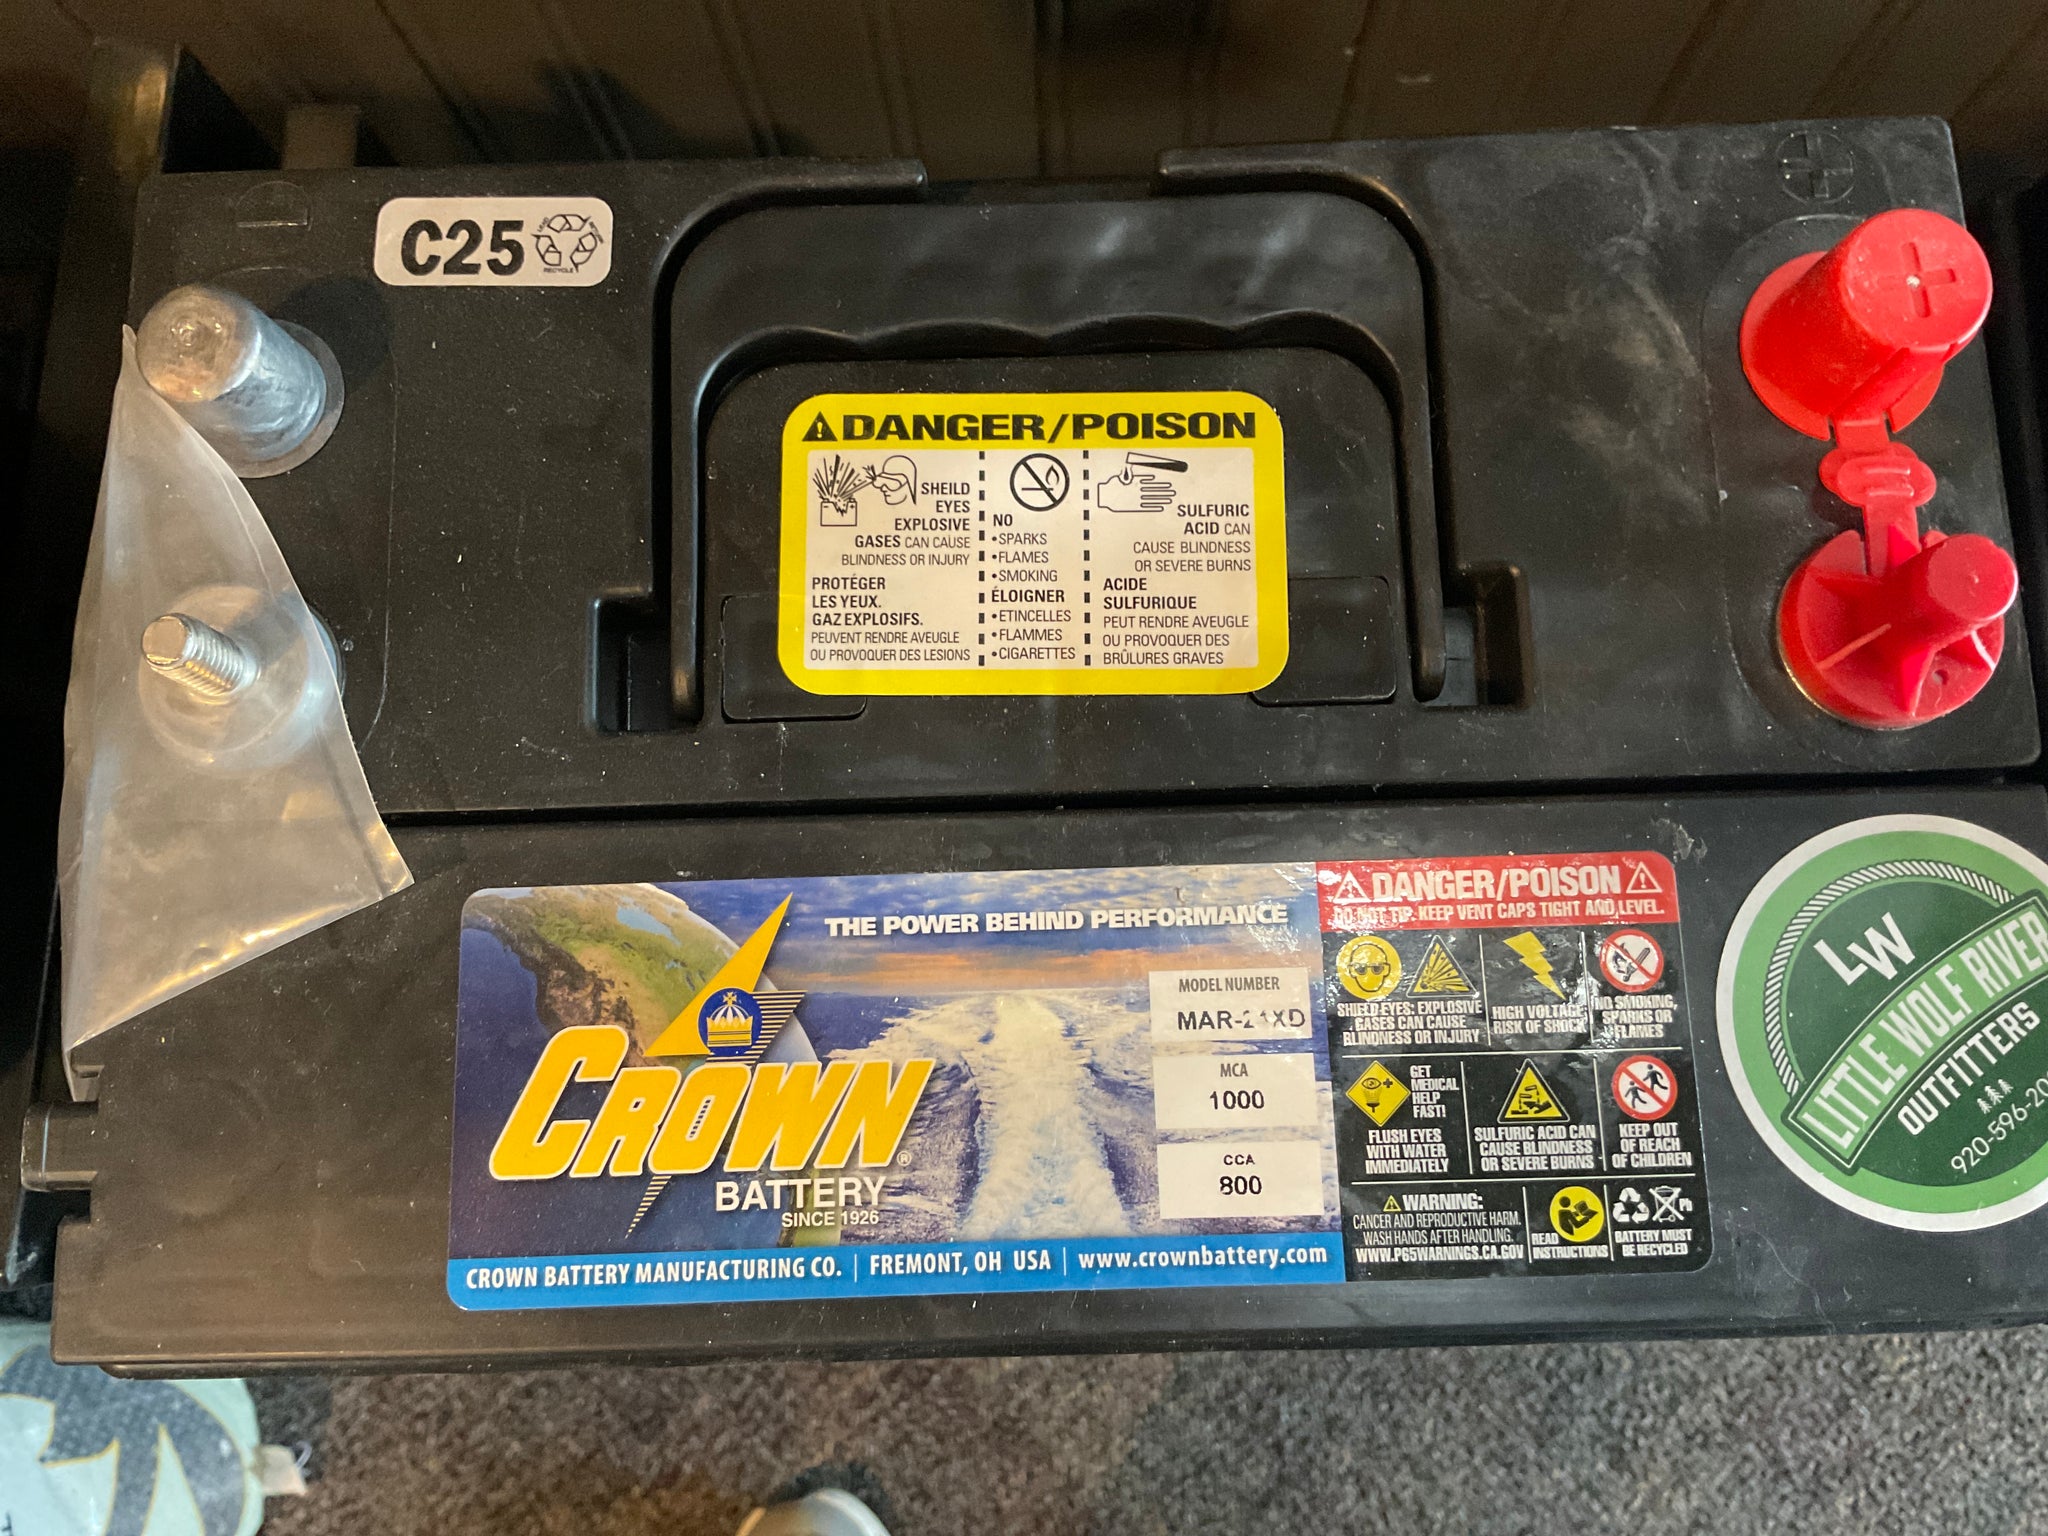 C25
LEAD
RECYCLE
DANGER/POISON
SHEILD
EYES
EXPLOSIVE
GASES CAN CAUSE
BLINDNESS OR INJURY
PROTÉGER
LES YEUX.
GAZ EXPLOSIFS.
PEUVENT RENDRE AVEUGLE
OU PROVOQUER DES LESIONS
NO
•SPARKS
•FLAMES
•SMOKING
ÉLOIGNER
•ETINCELLES
•FLAMMES
•CIGARETTES
SULFURIC
ACID CAN
CAUSE BLINDNESS
OR SEVERE BURNS
ACIDE
SULFURIQUE
PEUT RENDRE AVEUGLE
OU PROVOQUER DES
BRÛLURES GRAVES
THE POWER BEHIND PERFORMANCE
CROWN®
BATTERY
SINCE 1926
MODEL NUMBER
MCA
1000
CCA
800
CROWN BATTERY MANUFACTURING CO. | FREMONT, OH USA | www.crownbattery.com
DANGER/POISON
DO NOT TIP. KEEP VENT CAPS TIGHT AND LEVEL.
SHIELD EYES: EXPLOSIVE
GASES CAN CAUSE
BLINDNESS OR INJURY
HIGH VOLTAGE
RISK OF SHOCK
NO SMOKING,
SPARKS OR
FLAMES
GET
MEDICAL
HELP
FAST!
FLUSH EYES
WITH WATER
IMMEDIATELY
SULFURIC ACID CAN
CAUSE BLINDNESS
OR SEVERE BURNS
KEEP OUT
OF REACH
OF CHILDREN
WARNING:
CANCER AND REPRODUCTIVE HARM.
WASH HANDS AFTER HANDLING.
WWW.P65WARNINGS.CA.GOV
READ
INSTRUCTIONS
Pb
BATTERY MUST
BE RECYCLED
LW
LITTLE WOLF RIVER
OUTFITTERS
920-596-20